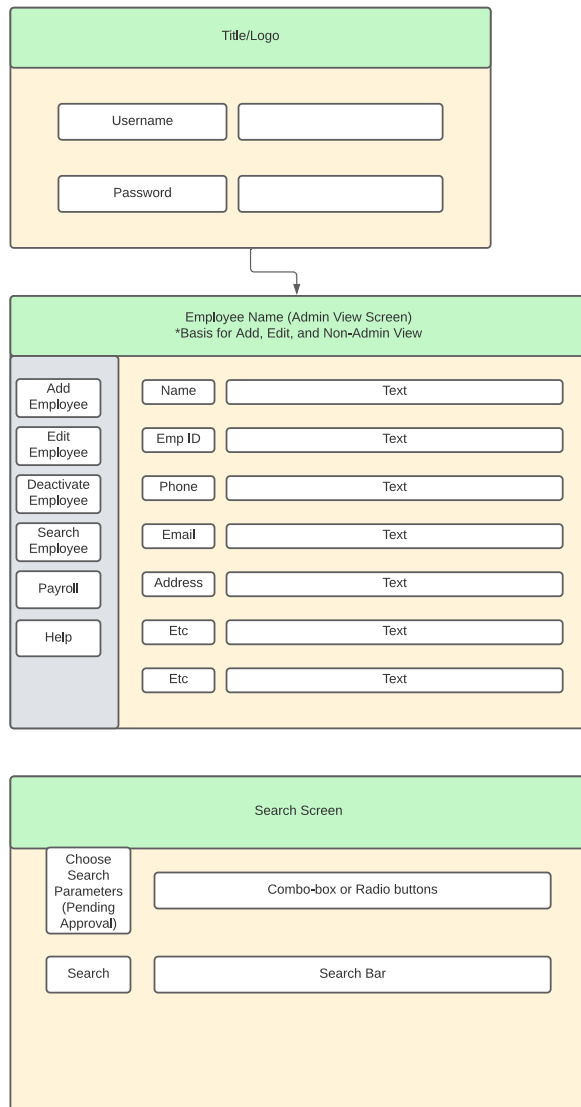 Title/Logo
Username
Password
Employee Name (Admin View Screen)
*Basis for Add, Edit, and Non-Admin View
Add
Employee
Name
Text
Edit
Employee
Emp ID
Text
Deactivate
Employee
Phone
Text
Search
Employee
Email
Text
Payroll
Address
Text
Help
Etc
Text
Etc
Text
Search Screen
Choose
Search
Parameters
(Pending
Approval)
Combo-box or Radio buttons
Search
Search Bar